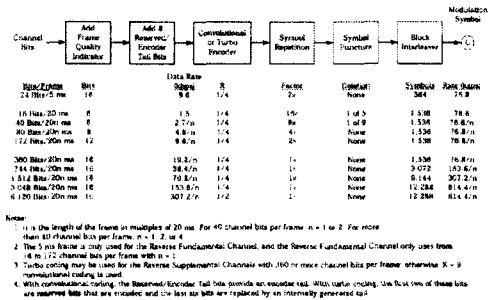 Modulation
Symbol
Channel
Bits
Add
Frame
Quality
Indicator
Add 8
Reserved/
Encoder
Tail Bits
Convolutional
or Turbo
Encoder
Symbol
Repetition
Symbol
Puncture
Block
Interleaver
Data Rate
Bits/Frame Bits (kbps) R Factor Deletion Symbols Rate (ksps)
24 Bits/5 ms 16 9.6 1/4 2x None 384 76.8
16 Bits/20 ms 6 1.5 1/4 16x 1 of 5 1,536 76.8
40 Bits/20n ms 6 2.7/n 1/4 8x 1 of 9 1,536 76.8/n
80 Bits/20n ms 8 4.8/n 1/4 4x None 1,536 76.8/n
172 Bits/20n ms 12 9.6/n 1/4 2x None 1,536 76.8/n
360 Bits/20n ms 16 19.2/n 1/4 1x None 1,536 76.8/n
744 Bits/20n ms 16 38.4/n 1/4 1x None 3,072 153.6/n
1,512 Bits/20n ms 16 76.8/n 1/4 1x None 6,144 307.2/n
3,048 Bits/20n ms 16 153.6/n 1/4 1x None 12,288 614.4/n
6,120 Bits/20n ms 16 307.2/n 1/2 1x None 12,288 614.4/n
Notes:
1 n is the length of the frame in multiples of 20 ms. For 40 channel bits per frame n = 1 or 2. For more
than 40 channel bits per frame, n = 1, 2, or 4
2 The 5 ms frame is only used for the Reverse Fundamental Channel, and the Reverse Fundamental Channel only uses from
16 to 172 channel bits per frame with n = 1
3 Turbo coding may be used for the Reverse Supplemental Channels with 360 or more channel bits per frame; otherwise K = 9
convolutional coding is used
4 With convolutional coding, the Reserved/Encoder Tail bits provide an encoder tail. With turbo coding, the first two of these bits
are reserved bits that are encoded and the last six bits are replaced by an internally generated tail